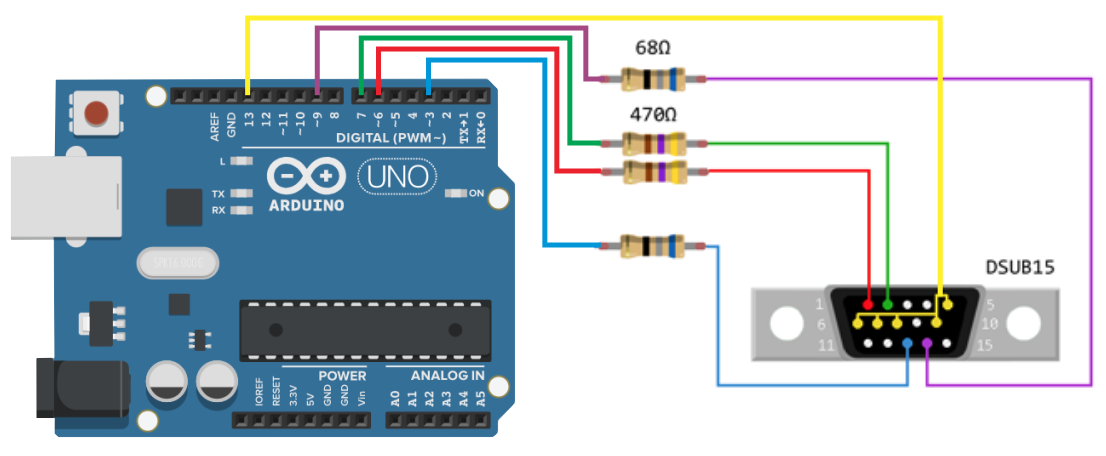 68Ω
470Ω
AREF
GND
13
12
~11
~10
~9
8
7
~6
~5
4
~3
2
TX→1
RX←0
DIGITAL (PWM ~)
L
TX
RX
UNO
ON
ARDUINO
DSUB15
1
5
6
10
11
15
POWER
ANALOG IN
IOREF
RESET
3.3V
5V
GND
GND
Vin
A0
A1
A2
A3
A4
A5